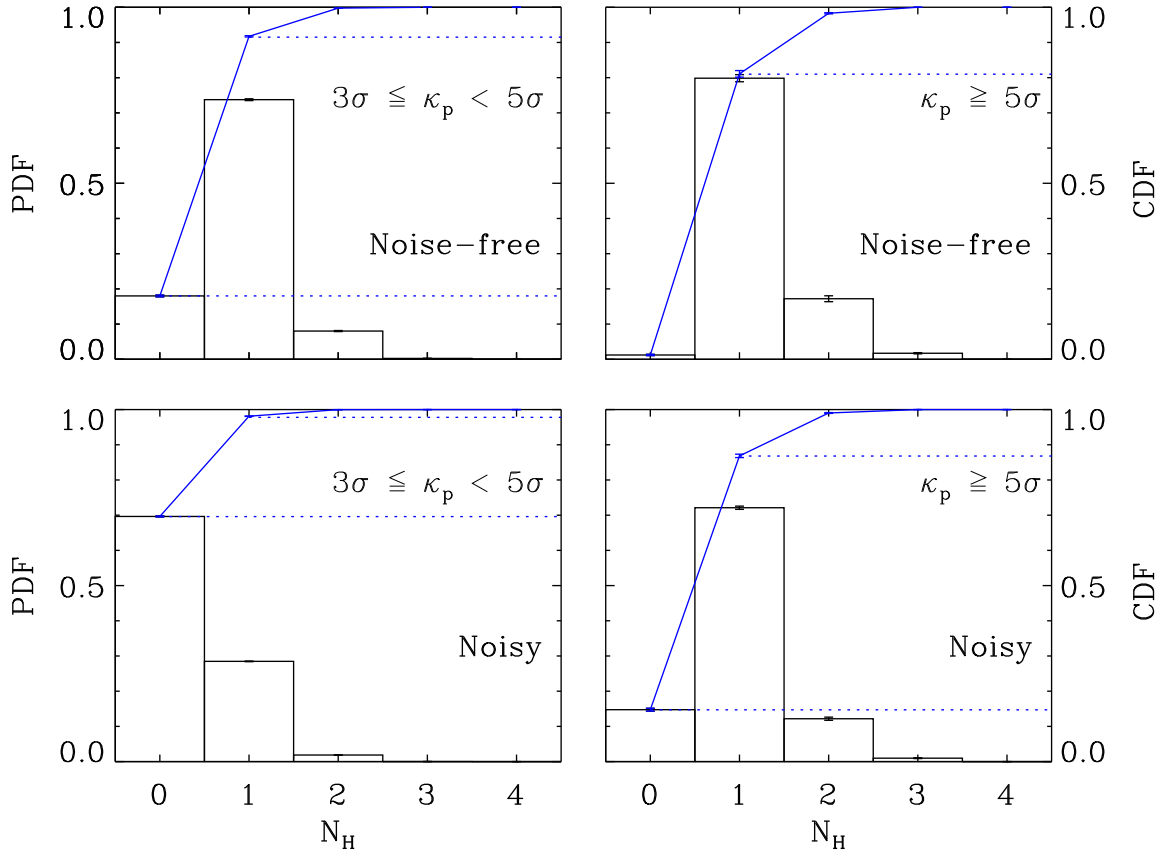 1.0
0.5
0.0
PDF
3σ ≦ κp < 5σ
Noise−free
κp ≧ 5σ
Noise−free
1.0
0.5
0.0
CDF
1.0
0.5
0.0
PDF
3σ ≦ κp < 5σ
Noisy
0 1 2 3 4
NH
κp ≧ 5σ
Noisy
0 1 2 3 4
NH
1.0
0.5
0.0
CDF